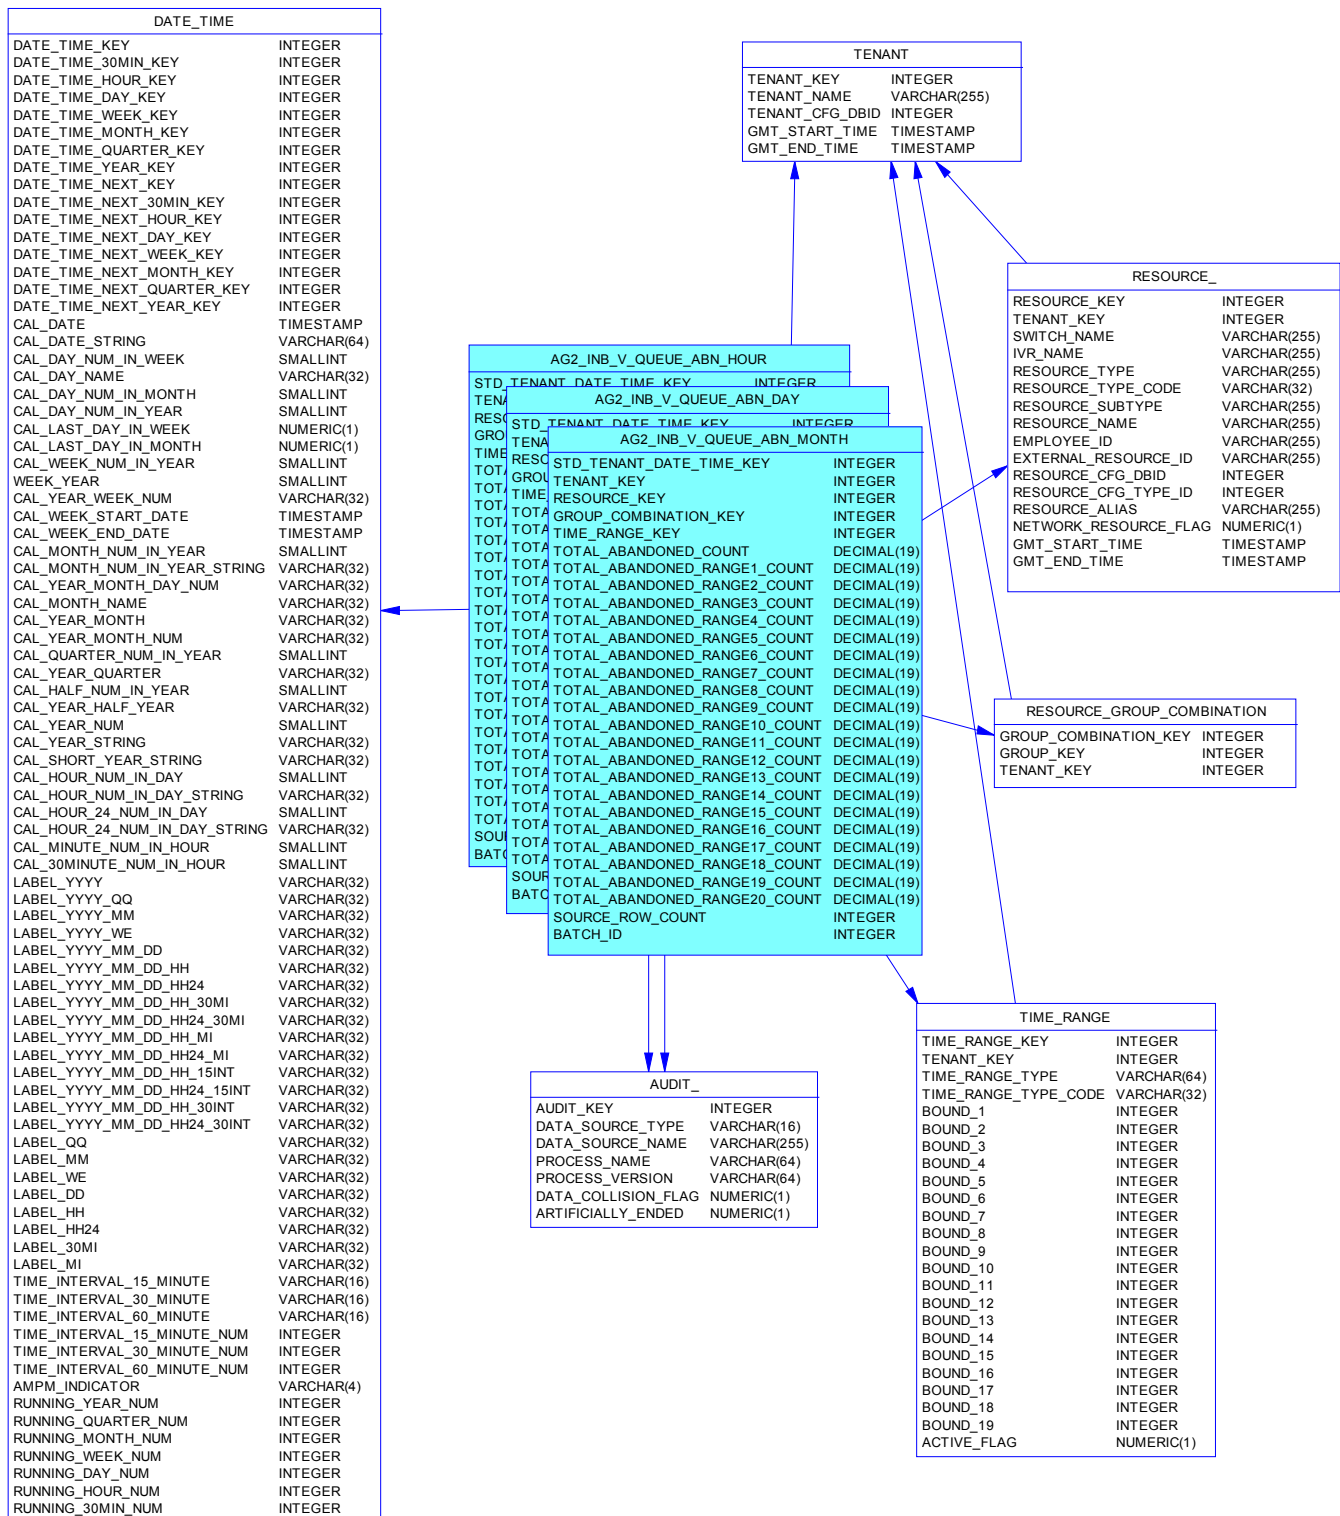 DATE_TIME
DATE_TIME_KEY INTEGER
DATE_TIME_30MIN_KEY INTEGER
DATE_TIME_HOUR_KEY INTEGER
DATE_TIME_DAY_KEY INTEGER
DATE_TIME_WEEK_KEY INTEGER
DATE_TIME_MONTH_KEY INTEGER
DATE_TIME_QUARTER_KEY INTEGER
DATE_TIME_YEAR_KEY INTEGER
DATE_TIME_NEXT_KEY INTEGER
DATE_TIME_NEXT_30MIN_KEY INTEGER
DATE_TIME_NEXT_HOUR_KEY INTEGER
DATE_TIME_NEXT_DAY_KEY INTEGER
DATE_TIME_NEXT_WEEK_KEY INTEGER
DATE_TIME_NEXT_MONTH_KEY INTEGER
DATE_TIME_NEXT_QUARTER_KEY INTEGER
DATE_TIME_NEXT_YEAR_KEY INTEGER
CAL_DATE TIMESTAMP
CAL_DATE_STRING VARCHAR(64)
CAL_DAY_NUM_IN_WEEK SMALLINT
CAL_DAY_NAME VARCHAR(32)
CAL_DAY_NUM_IN_MONTH SMALLINT
CAL_DAY_NUM_IN_YEAR SMALLINT
CAL_LAST_DAY_IN_WEEK NUMERIC(1)
CAL_LAST_DAY_IN_MONTH NUMERIC(1)
CAL_WEEK_NUM_IN_YEAR SMALLINT
WEEK_YEAR SMALLINT
CAL_YEAR_WEEK_NUM VARCHAR(32)
CAL_WEEK_START_DATE TIMESTAMP
CAL_WEEK_END_DATE TIMESTAMP
CAL_MONTH_NUM_IN_YEAR SMALLINT
CAL_MONTH_NUM_IN_YEAR_STRING VARCHAR(32)
CAL_YEAR_MONTH_DAY_NUM VARCHAR(32)
CAL_MONTH_NAME VARCHAR(32)
CAL_YEAR_MONTH VARCHAR(32)
CAL_YEAR_MONTH_NUM VARCHAR(32)
CAL_QUARTER_NUM_IN_YEAR SMALLINT
CAL_YEAR_QUARTER VARCHAR(32)
CAL_HALF_NUM_IN_YEAR SMALLINT
CAL_YEAR_HALF_YEAR VARCHAR(32)
CAL_YEAR_NUM SMALLINT
CAL_YEAR_STRING VARCHAR(32)
CAL_SHORT_YEAR_STRING VARCHAR(32)
CAL_HOUR_NUM_IN_DAY SMALLINT
CAL_HOUR_NUM_IN_DAY_STRING VARCHAR(32)
CAL_HOUR_24_NUM_IN_DAY SMALLINT
CAL_HOUR_24_NUM_IN_DAY_STRING VARCHAR(32)
CAL_MINUTE_NUM_IN_HOUR SMALLINT
CAL_30MINUTE_NUM_IN_HOUR SMALLINT
LABEL_YYYY VARCHAR(32)
LABEL_YYYY_QQ VARCHAR(32)
LABEL_YYYY_MM VARCHAR(32)
LABEL_YYYY_WE VARCHAR(32)
LABEL_YYYY_MM_DD VARCHAR(32)
LABEL_YYYY_MM_DD_HH VARCHAR(32)
LABEL_YYYY_MM_DD_HH24 VARCHAR(32)
LABEL_YYYY_MM_DD_HH_30MI VARCHAR(32)
LABEL_YYYY_MM_DD_HH24_30MI VARCHAR(32)
LABEL_YYYY_MM_DD_HH_MI VARCHAR(32)
LABEL_YYYY_MM_DD_HH24_MI VARCHAR(32)
LABEL_YYYY_MM_DD_HH_15INT VARCHAR(32)
LABEL_YYYY_MM_DD_HH24_15INT VARCHAR(32)
LABEL_YYYY_MM_DD_HH_30INT VARCHAR(32)
LABEL_YYYY_MM_DD_HH24_30INT VARCHAR(32)
LABEL_QQ VARCHAR(32)
LABEL_MM VARCHAR(32)
LABEL_WE VARCHAR(32)
LABEL_DD VARCHAR(32)
LABEL_HH VARCHAR(32)
LABEL_HH24 VARCHAR(32)
LABEL_30MI VARCHAR(32)
LABEL_MI VARCHAR(32)
TIME_INTERVAL_15_MINUTE VARCHAR(16)
TIME_INTERVAL_30_MINUTE VARCHAR(16)
TIME_INTERVAL_60_MINUTE VARCHAR(16)
TIME_INTERVAL_15_MINUTE_NUM INTEGER
TIME_INTERVAL_30_MINUTE_NUM INTEGER
TIME_INTERVAL_60_MINUTE_NUM INTEGER
AMPM_INDICATOR VARCHAR(4)
RUNNING_YEAR_NUM INTEGER
RUNNING_QUARTER_NUM INTEGER
RUNNING_MONTH_NUM INTEGER
RUNNING_WEEK_NUM INTEGER
RUNNING_DAY_NUM INTEGER
RUNNING_HOUR_NUM INTEGER
RUNNING_30MIN_NUM INTEGER
TENANT
TENANT_KEY INTEGER
TENANT_NAME VARCHAR(255)
TENANT_CFG_DBID INTEGER
GMT_START_TIME TIMESTAMP
GMT_END_TIME TIMESTAMP
RESOURCE_
RESOURCE_KEY INTEGER
TENANT_KEY INTEGER
SWITCH_NAME VARCHAR(255)
IVR_NAME VARCHAR(255)
RESOURCE_TYPE VARCHAR(255)
RESOURCE_TYPE_CODE VARCHAR(32)
RESOURCE_SUBTYPE VARCHAR(255)
RESOURCE_NAME VARCHAR(255)
EMPLOYEE_ID VARCHAR(255)
EXTERNAL_RESOURCE_ID VARCHAR(255)
RESOURCE_CFG_DBID INTEGER
RESOURCE_CFG_TYPE_ID INTEGER
RESOURCE_ALIAS VARCHAR(255)
NETWORK_RESOURCE_FLAG NUMERIC(1)
GMT_START_TIME TIMESTAMP
GMT_END_TIME TIMESTAMP
AG2_INB_V_QUEUE_ABN_HOUR
STD_TENANT_DATE_TIME_KEY INTEGER
AG2_INB_V_QUEUE_ABN_DAY
STD_TENANT_DATE_TIME_KEY INTEGER
AG2_INB_V_QUEUE_ABN_MONTH
STD_TENANT_DATE_TIME_KEY INTEGER
TENANT_KEY INTEGER
RESOURCE_KEY INTEGER
GROUP_COMBINATION_KEY INTEGER
TIME_RANGE_KEY INTEGER
TOTAL_ABANDONED_COUNT DECIMAL(19)
TOTAL_ABANDONED_RANGE1_COUNT DECIMAL(19)
TOTAL_ABANDONED_RANGE2_COUNT DECIMAL(19)
TOTAL_ABANDONED_RANGE3_COUNT DECIMAL(19)
TOTAL_ABANDONED_RANGE4_COUNT DECIMAL(19)
TOTAL_ABANDONED_RANGE5_COUNT DECIMAL(19)
TOTAL_ABANDONED_RANGE6_COUNT DECIMAL(19)
TOTAL_ABANDONED_RANGE7_COUNT DECIMAL(19)
TOTAL_ABANDONED_RANGE8_COUNT DECIMAL(19)
TOTAL_ABANDONED_RANGE9_COUNT DECIMAL(19)
TOTAL_ABANDONED_RANGE10_COUNT DECIMAL(19)
TOTAL_ABANDONED_RANGE11_COUNT DECIMAL(19)
TOTAL_ABANDONED_RANGE12_COUNT DECIMAL(19)
TOTAL_ABANDONED_RANGE13_COUNT DECIMAL(19)
TOTAL_ABANDONED_RANGE14_COUNT DECIMAL(19)
TOTAL_ABANDONED_RANGE15_COUNT DECIMAL(19)
TOTAL_ABANDONED_RANGE16_COUNT DECIMAL(19)
TOTAL_ABANDONED_RANGE17_COUNT DECIMAL(19)
TOTAL_ABANDONED_RANGE18_COUNT DECIMAL(19)
TOTAL_ABANDONED_RANGE19_COUNT DECIMAL(19)
TOTAL_ABANDONED_RANGE20_COUNT DECIMAL(19)
SOURCE_ROW_COUNT INTEGER
BATCH_ID INTEGER
RESOURCE_GROUP_COMBINATION
GROUP_COMBINATION_KEY INTEGER
GROUP_KEY INTEGER
TENANT_KEY INTEGER
AUDIT_
AUDIT_KEY INTEGER
DATA_SOURCE_TYPE VARCHAR(16)
DATA_SOURCE_NAME VARCHAR(255)
PROCESS_NAME VARCHAR(64)
PROCESS_VERSION VARCHAR(64)
DATA_COLLISION_FLAG NUMERIC(1)
ARTIFICIALLY_ENDED NUMERIC(1)
TIME_RANGE
TIME_RANGE_KEY INTEGER
TENANT_KEY INTEGER
TIME_RANGE_TYPE VARCHAR(64)
TIME_RANGE_TYPE_CODE VARCHAR(32)
BOUND_1 INTEGER
BOUND_2 INTEGER
BOUND_3 INTEGER
BOUND_4 INTEGER
BOUND_5 INTEGER
BOUND_6 INTEGER
BOUND_7 INTEGER
BOUND_8 INTEGER
BOUND_9 INTEGER
BOUND_10 INTEGER
BOUND_11 INTEGER
BOUND_12 INTEGER
BOUND_13 INTEGER
BOUND_14 INTEGER
BOUND_15 INTEGER
BOUND_16 INTEGER
BOUND_17 INTEGER
BOUND_18 INTEGER
BOUND_19 INTEGER
ACTIVE_FLAG NUMERIC(1)